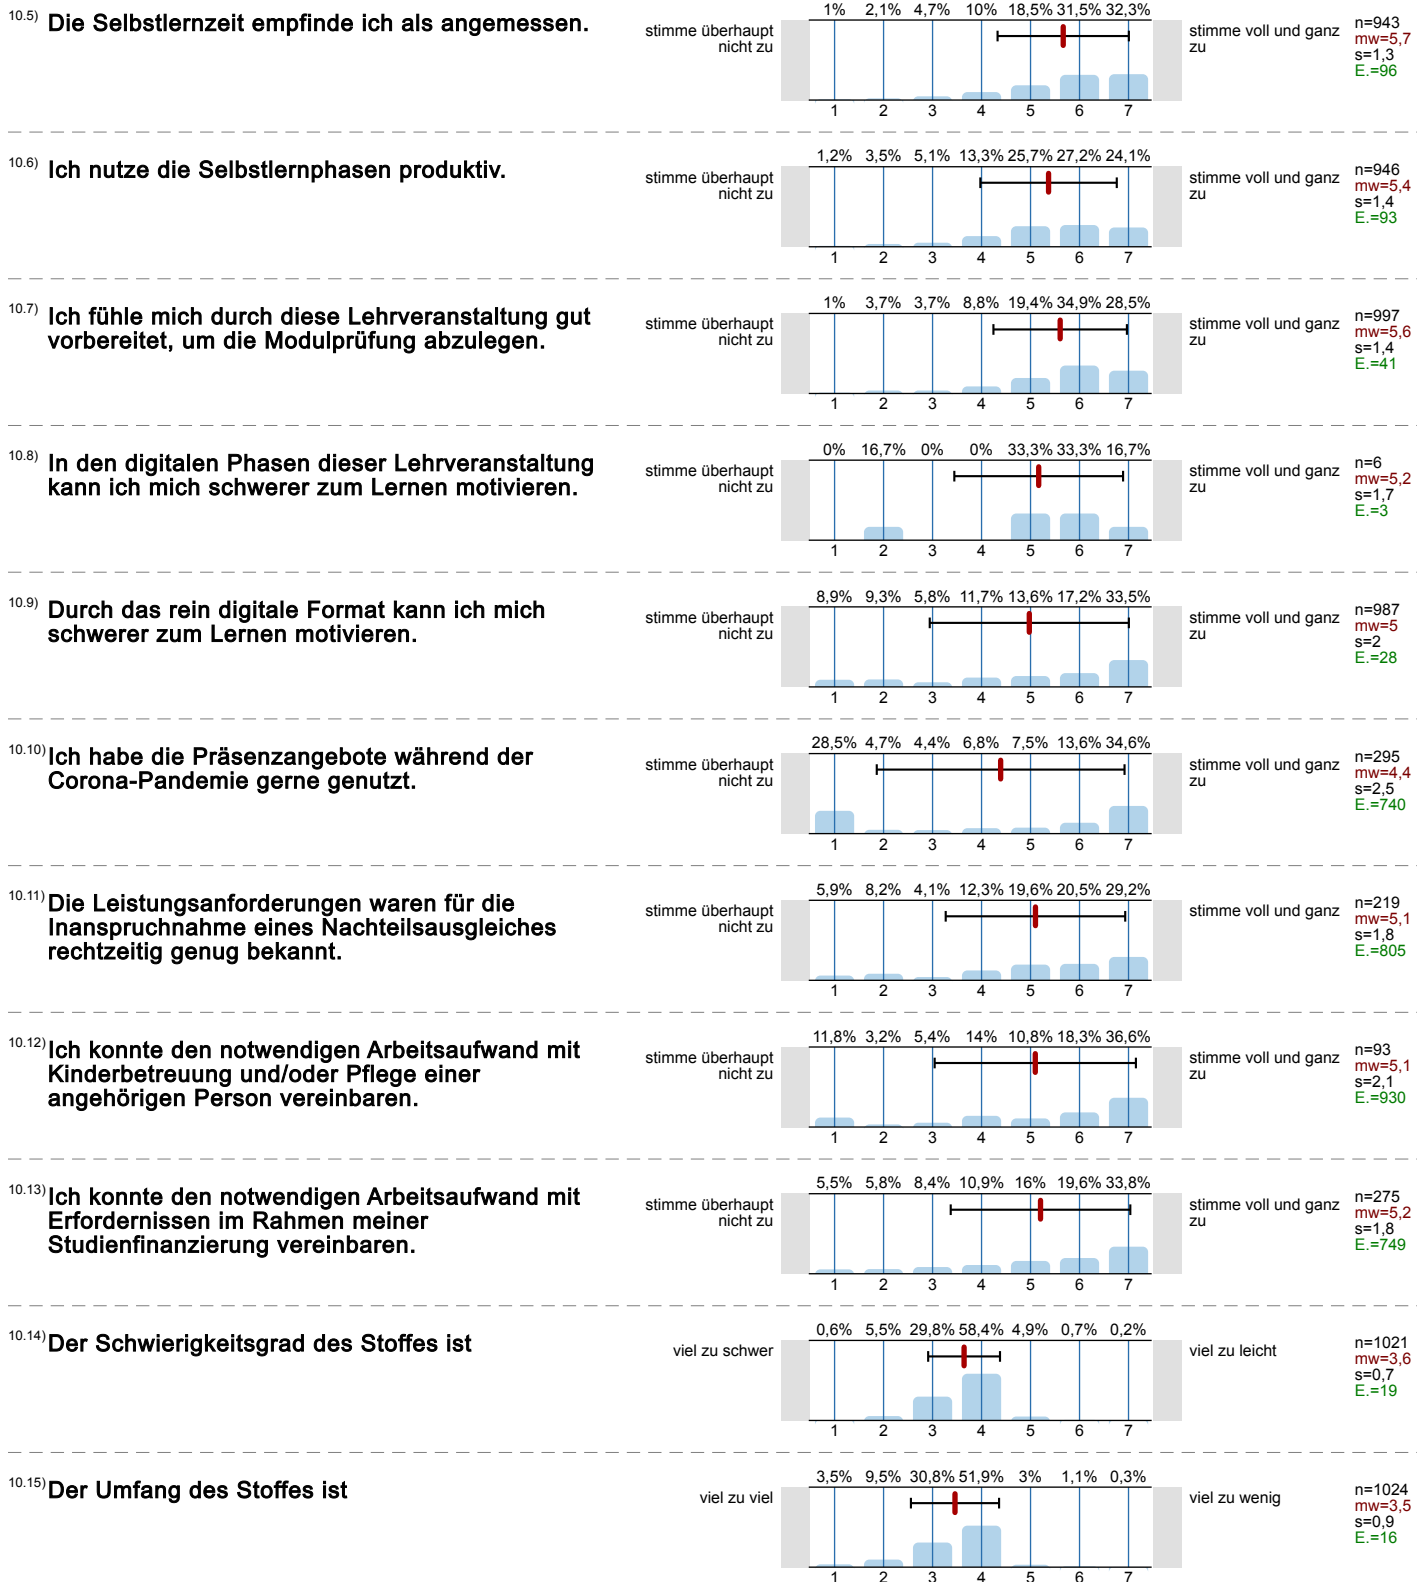 10.5) Die Selbstlernzeit empfinde ich als angemessen.
stimme überhaupt
nicht zu
1% 2,1% 4,7% 10% 18,5% 31,5% 32,3%
1 2 3 4 5 6 7
stimme voll und ganz
zu
n=943
mw=5,7
s=1,3
E.=96
10.6) Ich nutze die Selbstlernphasen produktiv.
stimme überhaupt
nicht zu
1,2% 3,5% 5,1% 13,3% 25,7% 27,2% 24,1%
1 2 3 4 5 6 7
stimme voll und ganz
zu
n=946
mw=5,4
s=1,4
E.=93
10.7) Ich fühle mich durch diese Lehrveranstaltung gut
vorbereitet, um die Modulprüfung abzulegen.
stimme überhaupt
nicht zu
1% 3,7% 3,7% 8,8% 19,4% 34,9% 28,5%
1 2 3 4 5 6 7
stimme voll und ganz
zu
n=997
mw=5,6
s=1,4
E.=41
10.8) In den digitalen Phasen dieser Lehrveranstaltung
kann ich mich schwerer zum Lernen motivieren.
stimme überhaupt
nicht zu
0% 16,7% 0% 0% 33,3% 33,3% 16,7%
1 2 3 4 5 6 7
stimme voll und ganz
zu
n=6
mw=5,2
s=1,7
E.=3
10.9) Durch das rein digitale Format kann ich mich
schwerer zum Lernen motivieren.
stimme überhaupt
nicht zu
8,9% 9,3% 5,8% 11,7% 13,6% 17,2% 33,5%
1 2 3 4 5 6 7
stimme voll und ganz
zu
n=987
mw=5
s=2
E.=28
10.10) Ich habe die Präsenzangebote während der
Corona-Pandemie gerne genutzt.
stimme überhaupt
nicht zu
28,5% 4,7% 4,4% 6,8% 7,5% 13,6% 34,6%
1 2 3 4 5 6 7
stimme voll und ganz
zu
n=295
mw=4,4
s=2,5
E.=740
10.11) Die Leistungsanforderungen waren für die
Inanspruchnahme eines Nachteilsausgleiches
rechtzeitig genug bekannt.
stimme überhaupt
nicht zu
5,9% 8,2% 4,1% 12,3% 19,6% 20,5% 29,2%
1 2 3 4 5 6 7
stimme voll und ganz
n=219
mw=5,1
s=1,8
E.=805
10.12) Ich konnte den notwendigen Arbeitsaufwand mit
Kinderbetreuung und/oder Pflege einer
angehörigen Person vereinbaren.
stimme überhaupt
nicht zu
11,8% 3,2% 5,4% 14% 10,8% 18,3% 36,6%
1 2 3 4 5 6 7
stimme voll und ganz
zu
n=93
mw=5,1
s=2,1
E.=930
10.13) Ich konnte den notwendigen Arbeitsaufwand mit
Erfordernissen im Rahmen meiner
Studienfinanzierung vereinbaren.
stimme überhaupt
nicht zu
5,5% 5,8% 8,4% 10,9% 16% 19,6% 33,8%
1 2 3 4 5 6 7
stimme voll und ganz
zu
n=275
mw=5,2
s=1,8
E.=749
10.14) Der Schwierigkeitsgrad des Stoffes ist
viel zu schwer
0,6% 5,5% 29,8% 58,4% 4,9% 0,7% 0,2%
1 2 3 4 5 6 7
viel zu leicht
n=1021
mw=3,6
s=0,7
E.=19
10.15) Der Umfang des Stoffes ist
viel zu viel
3,5% 9,5% 30,8% 51,9% 3% 1,1% 0,3%
1 2 3 4 5 6 7
viel zu wenig
n=1024
mw=3,5
s=0,9
E.=16